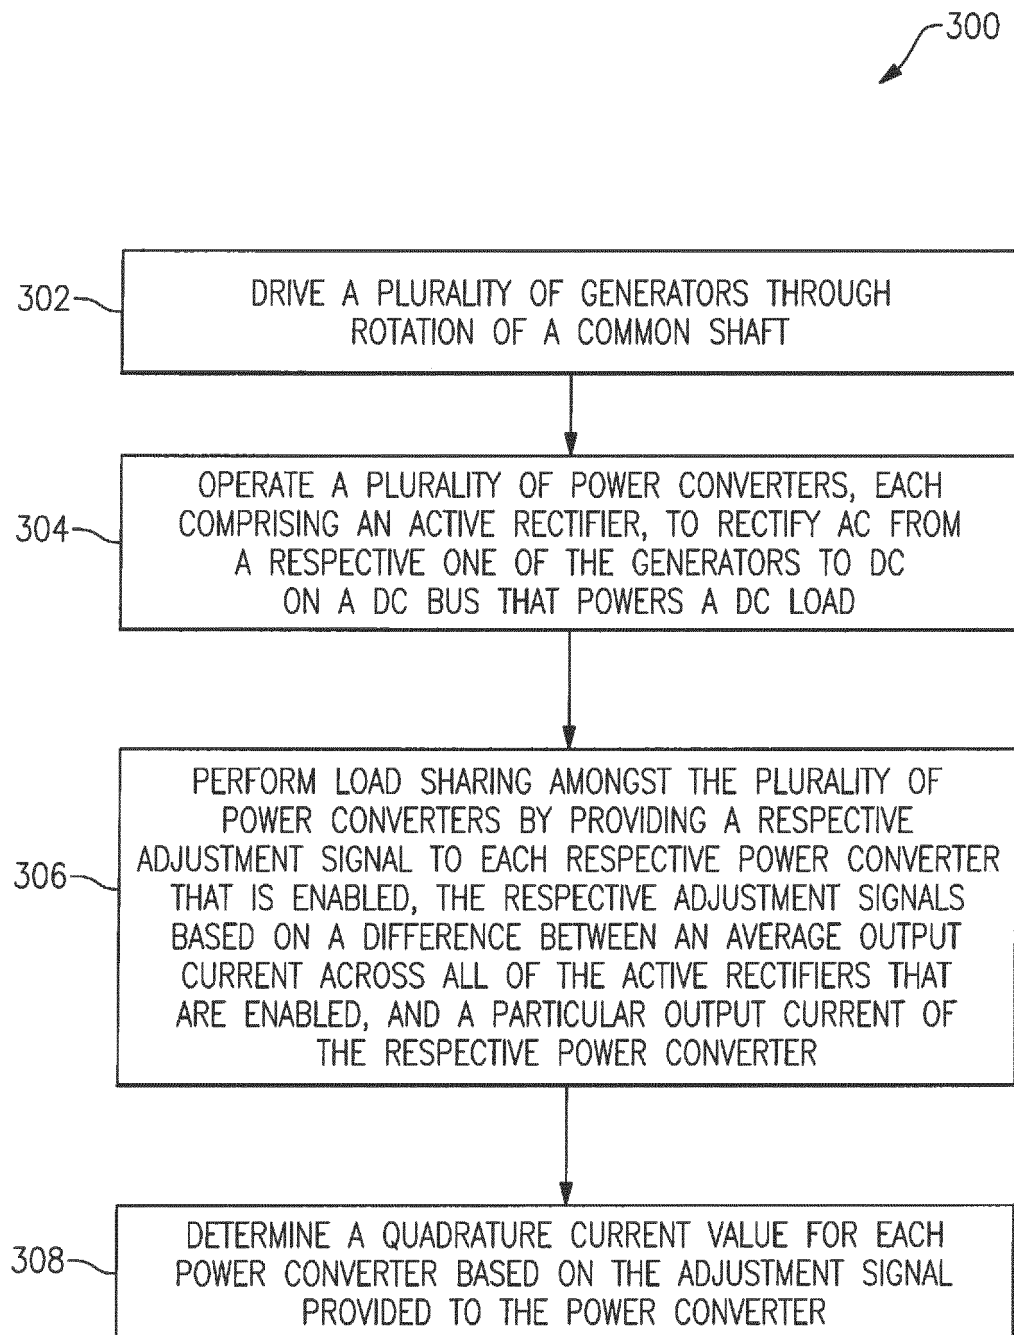 300
302
DRIVE A PLURALITY OF GENERATORS THROUGH
ROTATION OF A COMMON SHAFT
304
OPERATE A PLURALITY OF POWER CONVERTERS, EACH
COMPRISING AN ACTIVE RECTIFIER, TO RECTIFY AC FROM
A RESPECTIVE ONE OF THE GENERATORS TO DC
ON A DC BUS THAT POWERS A DC LOAD
306
PERFORM LOAD SHARING AMONGST THE PLURALITY OF
POWER CONVERTERS BY PROVIDING A RESPECTIVE
ADJUSTMENT SIGNAL TO EACH RESPECTIVE POWER CONVERTER
THAT IS ENABLED, THE RESPECTIVE ADJUSTMENT SIGNALS
BASED ON A DIFFERENCE BETWEEN AN AVERAGE OUTPUT
CURRENT ACROSS ALL OF THE ACTIVE RECTIFIERS THAT
ARE ENABLED, AND A PARTICULAR OUTPUT CURRENT OF
THE RESPECTIVE POWER CONVERTER
308
DETERMINE A QUADRATURE CURRENT VALUE FOR EACH
POWER CONVERTER BASED ON THE ADJUSTMENT SIGNAL
PROVIDED TO THE POWER CONVERTER